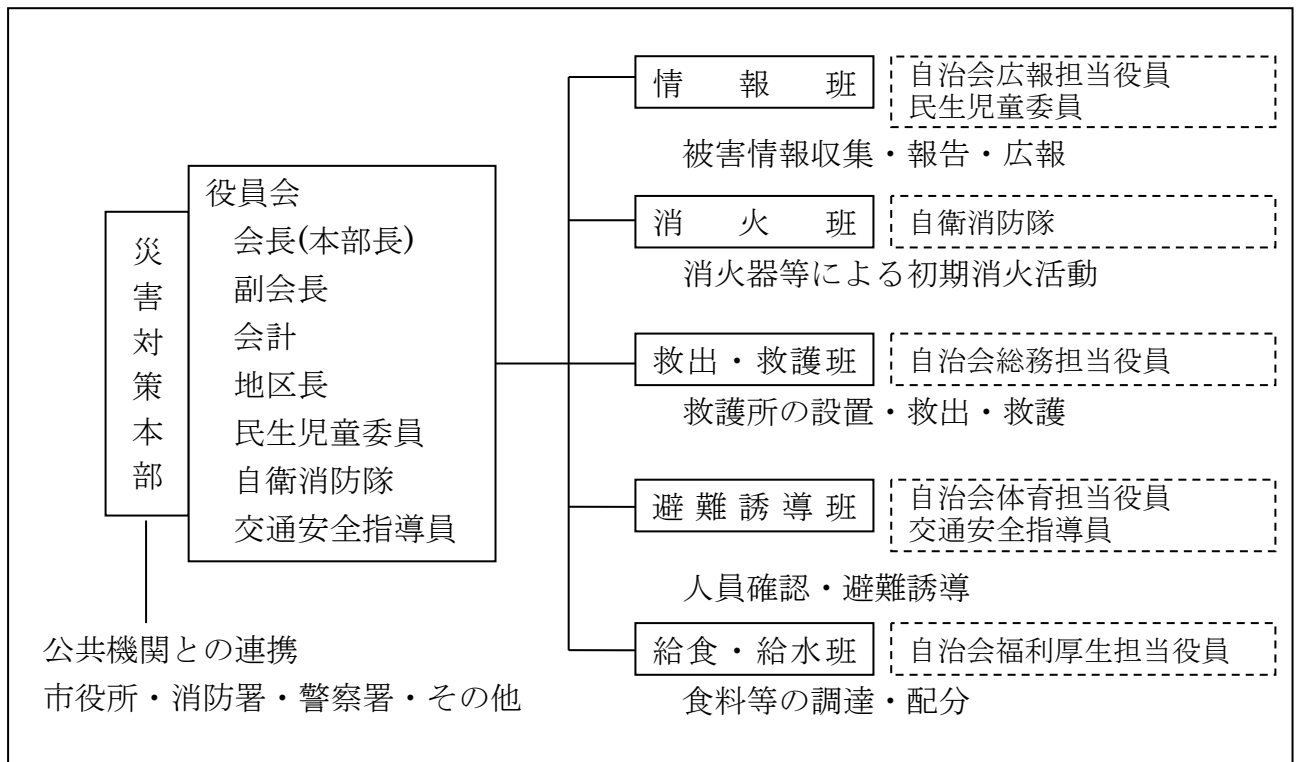 災害対策本部
役員会
会長(本部長)
副会長
会計
地区長
民生児童委員
自衛消防隊
交通安全指導員
公共機関との連携
市役所・消防署・警察署・その他
情報班
自治会広報担当役員
民生児童委員
被害情報収集・報告・広報
消火班
自衛消防隊
消火器等による初期消火活動
救出・救護班
自治会総務担当役員
救護所の設置・救出・救護
避難誘導班
自治会体育担当役員
交通安全指導員
人員確認・避難誘導
給食・給水班
自治会福利厚生担当役員
食料等の調達・配分